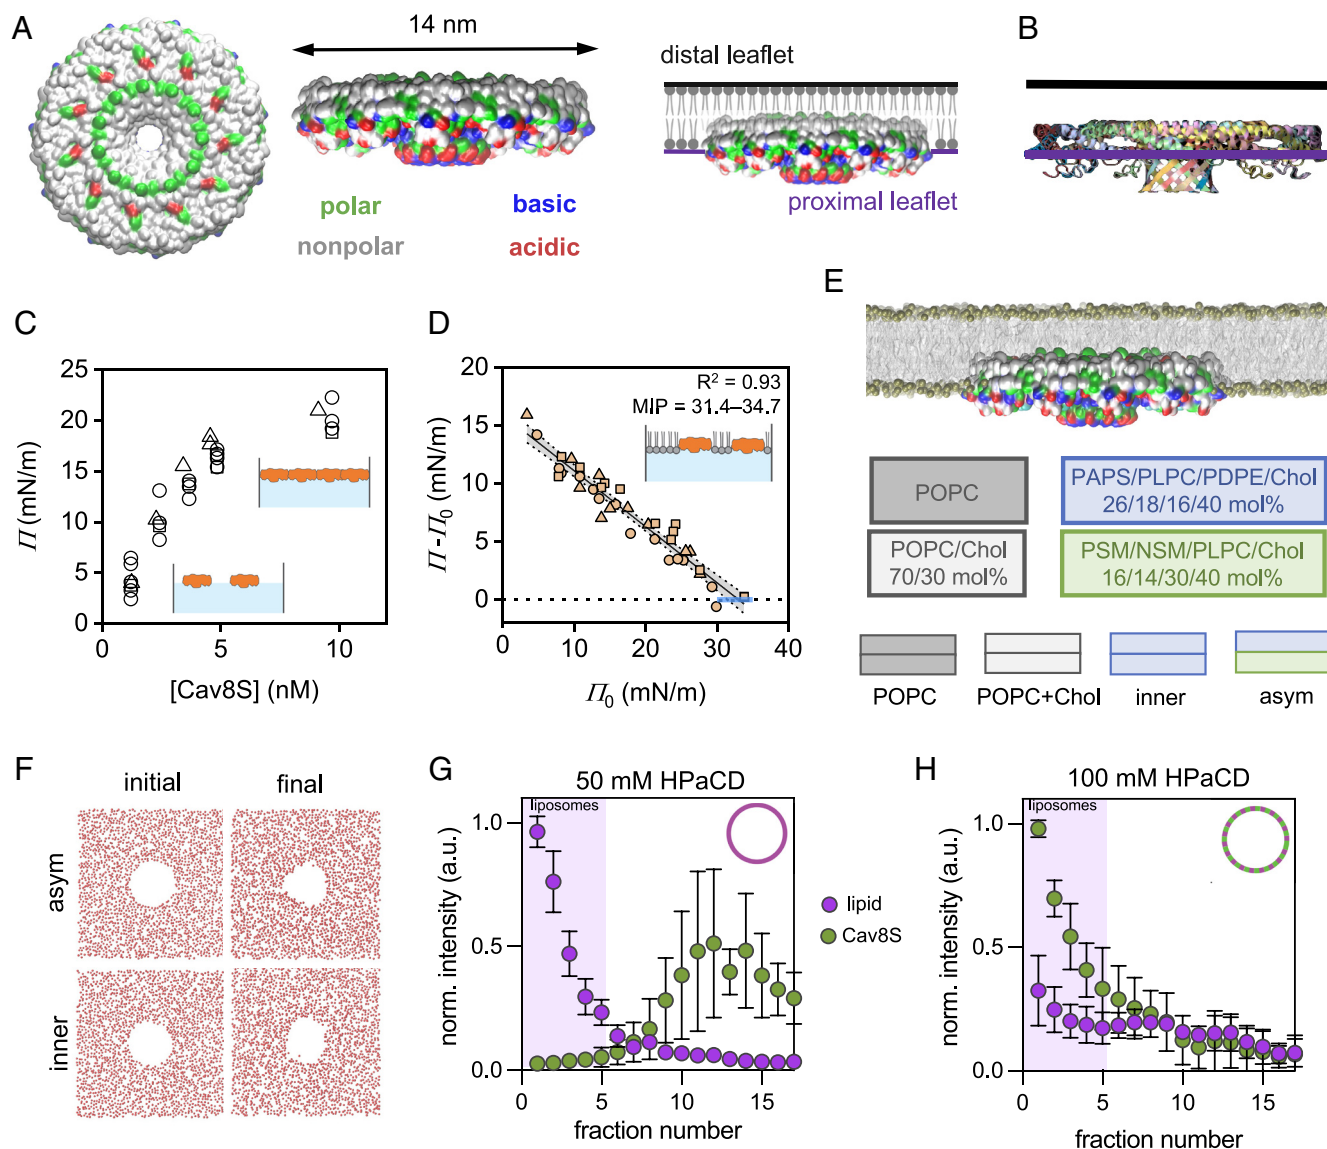 A
14 nm
polar
basic
nonpolar
acidic
distal leaflet
proximal leaflet
B
C
25
20
15
10
5
0
0
5
10
Π (mN/m)
[Cav8S] (nM)
D
20
15
10
5
0
0
10
20
30
40
R² = 0.93
MIP = 31.4–34.7
Π - Π₀ (mN/m)
Π₀ (mN/m)
E
POPC
PAPS/PLPC/PDPE/Chol
26/18/16/40 mol%
POPC/Chol
70/30 mol%
PSM/NSM/PLPC/Chol
16/14/30/40 mol%
POPC
POPC+Chol
inner
asym
F
initial
final
asym
inner
G
50 mM HPaCD
liposomes
1.0
0.5
0.0
0
5
10
15
norm. intensity (a.u.)
fraction number
lipid
Cav8S
H
100 mM HPaCD
liposomes
1.0
0.5
0.0
0
5
10
15
norm. intensity (a.u.)
fraction number